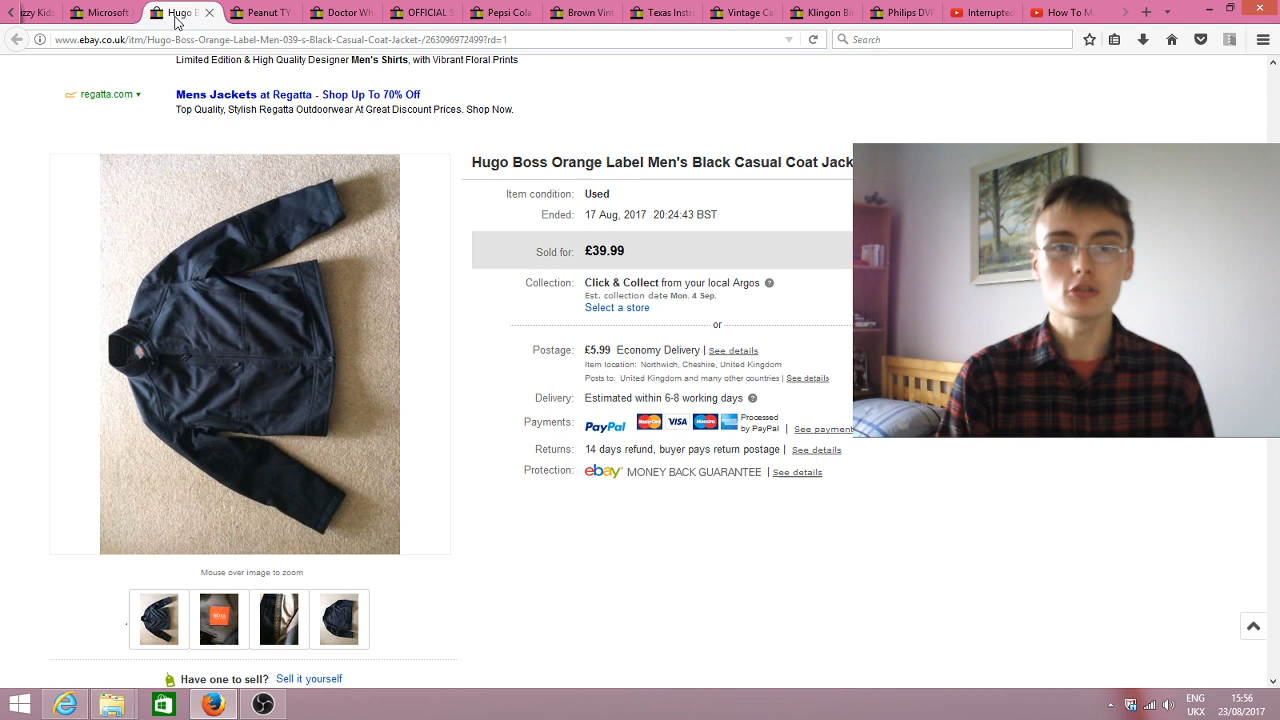 zzy Kids
Microsoft
Hugo B
Peanut TY
Doctor Wh
OFFICIAL S
Pepsi Cola
Brown Vin
Texas Instr
Vintage C
Klingon
Philips DV
Interrupted
How To M
www.ebay.co.uk/itm/Hugo-Boss-Orange-Label-Men-039-s-Black-Casual-Coat-Jacket-/263096972499?rd=1
Search
Limited Edition & High Quality Designer Men's Shirts, with Vibrant Floral Prints
regatta.com
Mens Jackets at Regatta - Shop Up To 70% Off
Top Quality, Stylish Regatta Outdoorwear At Great Discount Prices. Shop Now.
Hugo Boss Orange Label Men's Black Casual Coat Jack
Item condition: Used
Ended: 17 Aug, 2017 20:24:43 BST
Sold for: £39.99
Collection: Click & Collect from your local Argos
Est. collection date Mon. 4 Sep.
Select a store
or
Postage: £5.99 Economy Delivery | See details
Item location: Northwich, Cheshire, United Kingdom
Posts to: United Kingdom and many other countries | See details
Delivery: Estimated within 6-8 working days
Payments: PayPal MasterCard VISA Maestro Processed by PayPal | See payment
Returns: 14 days refund, buyer pays return postage | See details
Protection: ebay MONEY BACK GUARANTEE | See details
Mouse over image to zoom
BOSS
Have one to sell? Sell it yourself
ENG
UKX
15:56
23/08/2017